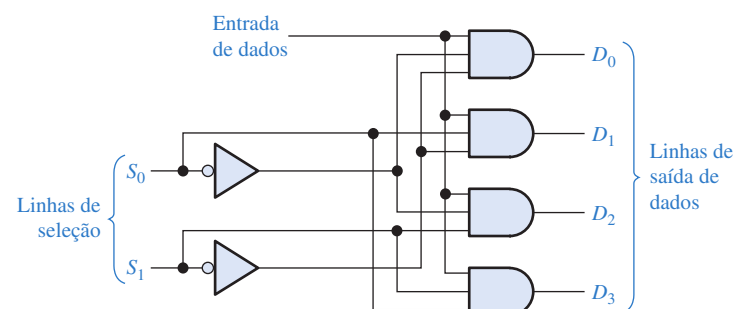 Entrada
de dados
D0
D1
Linhas de
saída de
dados
S0
Linhas de
seleção
D2
S1
D3